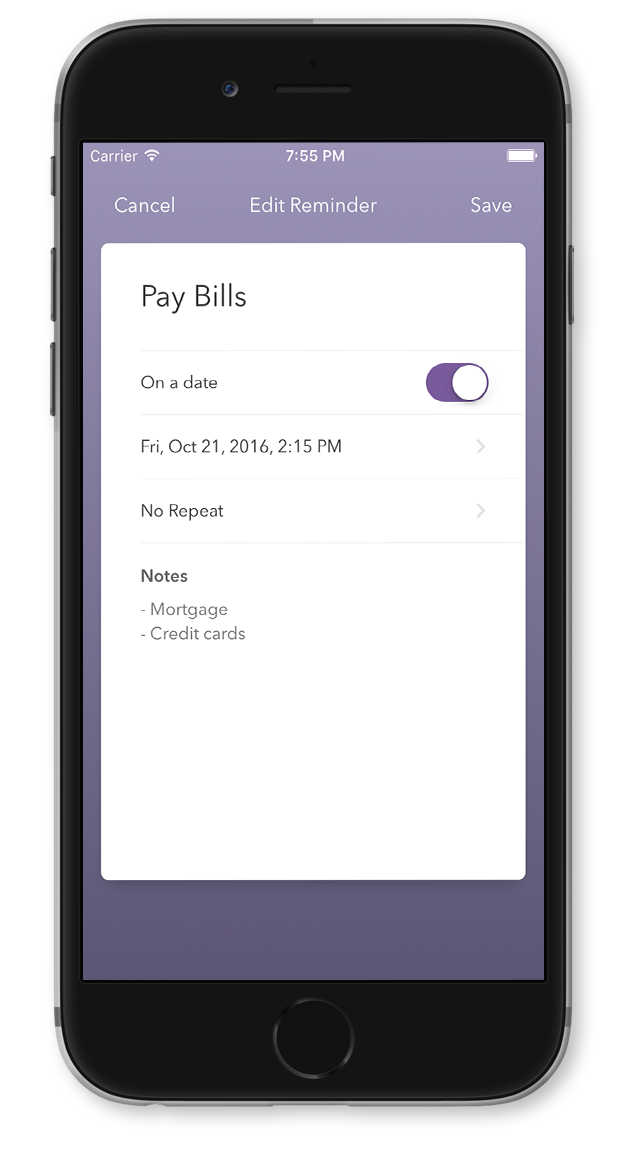 Carrier 7:55 PM
Cancel Edit Reminder Save
Pay Bills
On a date
Fri, Oct 21, 2016, 2:15 PM
No Repeat
Notes
- Mortgage
- Credit cards